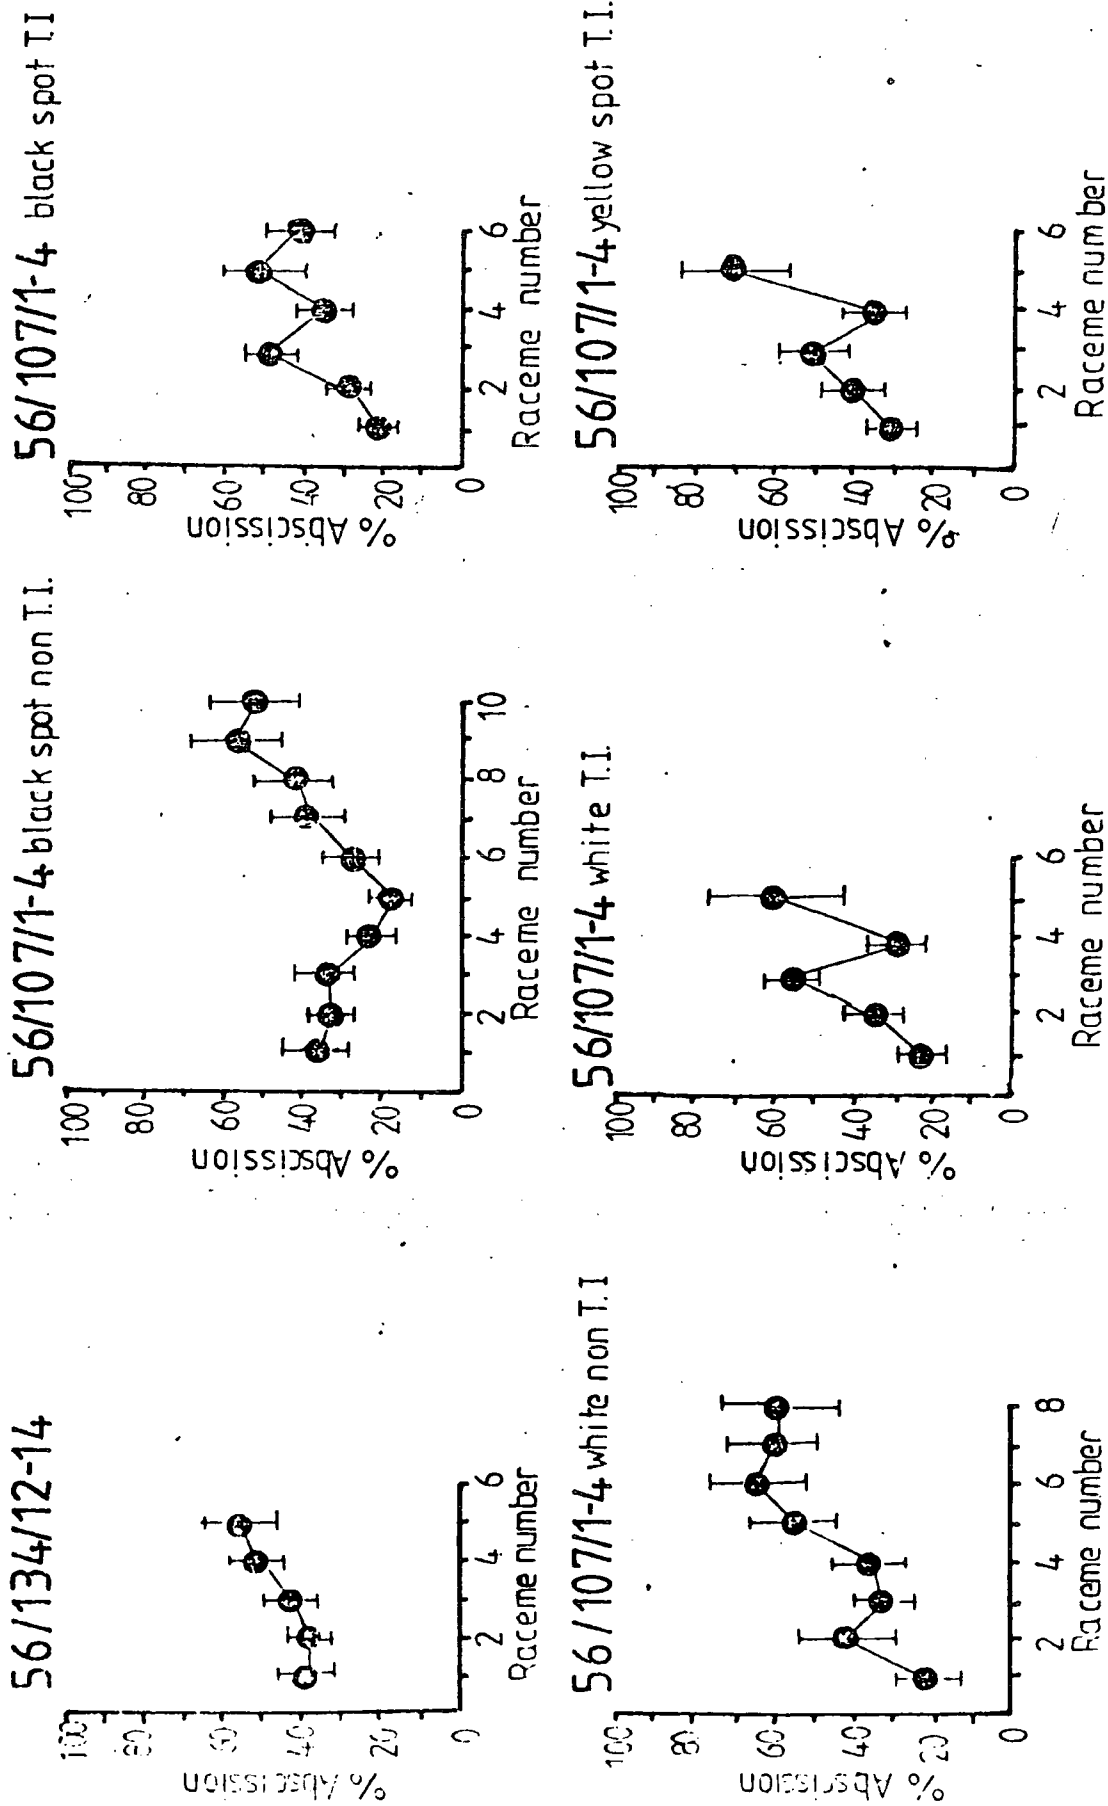 56/134/12-14
% Abscission
100
80
60
40
20
0
2 4 6
Raceme number
56/107/1-4 black spot non T.I.
% Abscission
100
80
60
40
20
0
2 4 6 8 10
Raceme number
56/107/1-4 black spot T.I
% Abscission
100
80
60
40
20
0
2 4 6
Raceme number
56/107/1-4 white non T.I
% Abscission
100
80
60
40
20
0
2 4 6 8
Raceme number
56/107/1-4 white T.I.
% Abscission
100
80
60
40
20
0
2 4 6
Raceme number
56/107/1-4 yellow spot T.I.
% Abscission
100
80
60
40
20
0
2 4 6
Raceme number